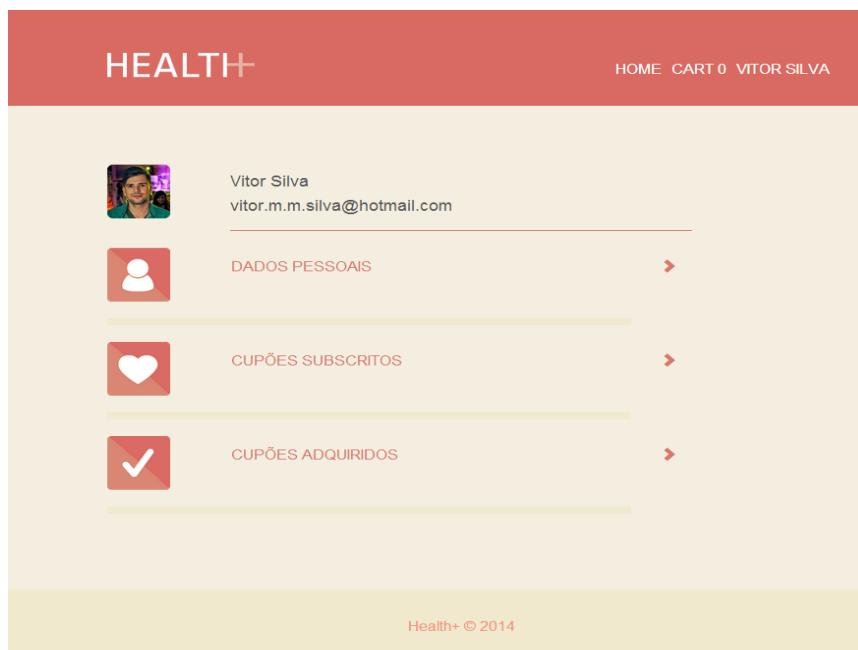 HEALTH+
HOME CART 0 VITOR SILVA
Vitor Silva
vitor.m.m.silva@hotmail.com
DADOS PESSOAIS
CUPÕES SUBSCRITOS
CUPÕES ADQUIRIDOS
Health+ © 2014